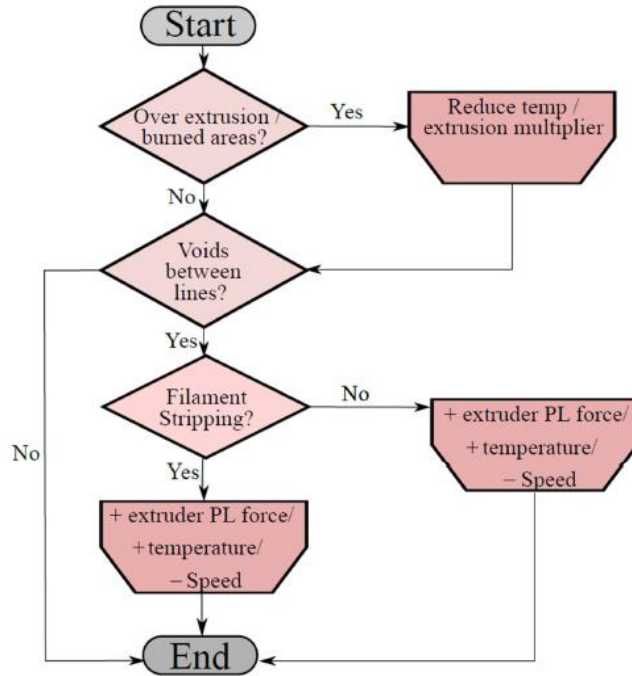 Start
Over extrusion /
burned areas?
Yes
Reduce temp /
extrusion multiplier
No
Voids
between
lines?
Yes
Filament
Stripping?
No
+ extruder PL force/
+ temperature/
– Speed
No
Yes
+ extruder PL force/
+ temperature/
– Speed
End